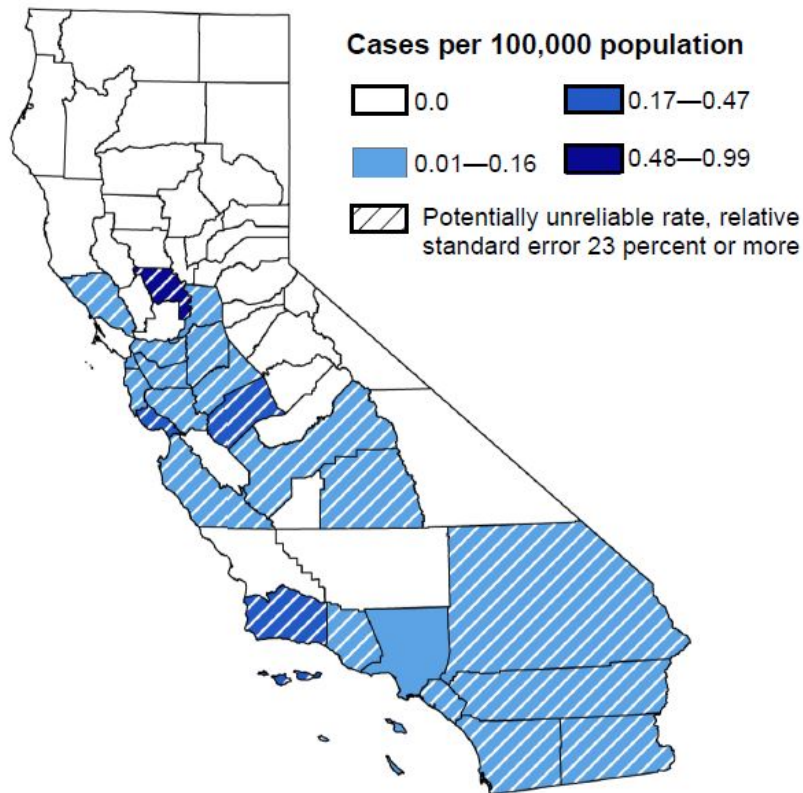 Cases per 100,000 population
0.0
0.17—0.47
0.01—0.16
0.48—0.99
Potentially unreliable rate, relative
standard error 23 percent or more